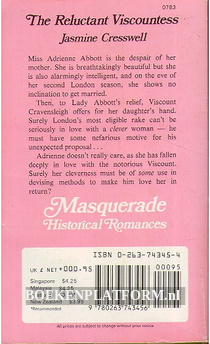 0783
The Reluctant Viscountess
Jasmine Cresswell
Miss Adrienne Abbott is the despair of her
mother. She is breathtakingly beautiful but she
is also alarmingly intelligent, and on the eve of
her second London season, she shows no
inclination to get married.
Then, to Lady Abbott's relief, Viscount
Cravensleigh offers for her daughter's hand.
Surely London's most eligible rake can't be
seriously in love with a clever woman — he
must have some nefarious motive for his
unexpected proposal . . .
Adrienne doesn't really care, as she has fallen
deeply in love with the notorious Viscount.
Surely her cleverness must be of some use in
devising methods to make him love her in
return?
Masquerade
Historical Romances
ISBN 0-263-74345-4
U K £ NET +000.95
00095
Singapore $4.25
BOEKENPLATFORM.nl
New Zealand
*Recommended
9 780263 743456
All prices are subject to change without prior notice